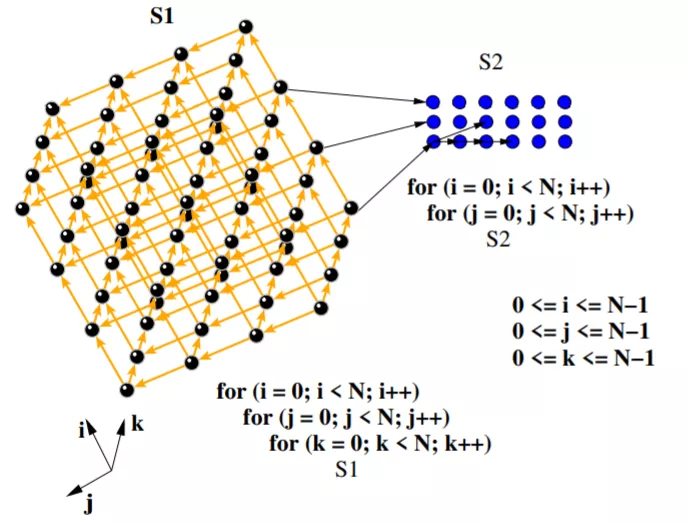 S1
S2
for (i = 0; i < N; i++)
for (j = 0; j < N; j++)
S2
0 <= i <= N−1
0 <= j <= N−1
0 <= k <= N−1
for (i = 0; i < N; i++)
for (j = 0; j < N; j++)
for (k = 0; k < N; k++)
S1
i
k
j